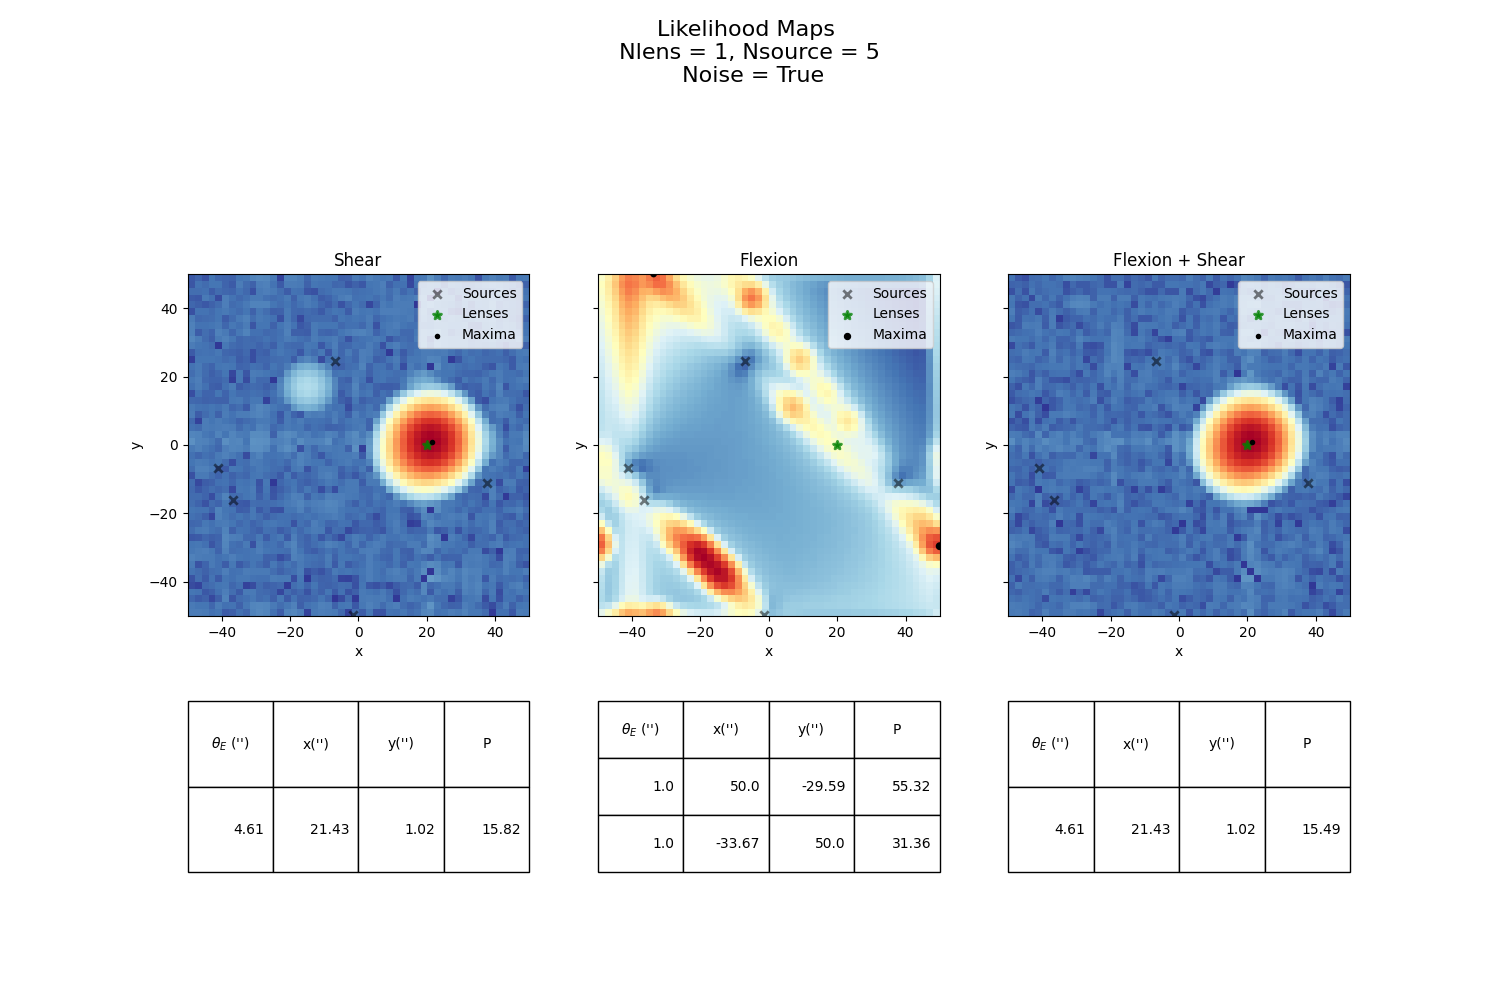 Likelihood Maps
Nlens = 1, Nsource = 5
Noise = True
Shear
Sources
Lenses
Maxima
40
20
0
−20
−40
y
−40 −20 0 20 40
x
Flexion
Sources
Lenses
Maxima
y
−40 −20 0 20 40
x
Flexion + Shear
Sources
Lenses
Maxima
y
−40 −20 0 20 40
x
θE ('') x('') y('') P
4.61 21.43 1.02 15.82
θE ('') x('') y('') P
1.0 50.0 -29.59 55.32
1.0 -33.67 50.0 31.36
θE ('') x('') y('') P
4.61 21.43 1.02 15.49